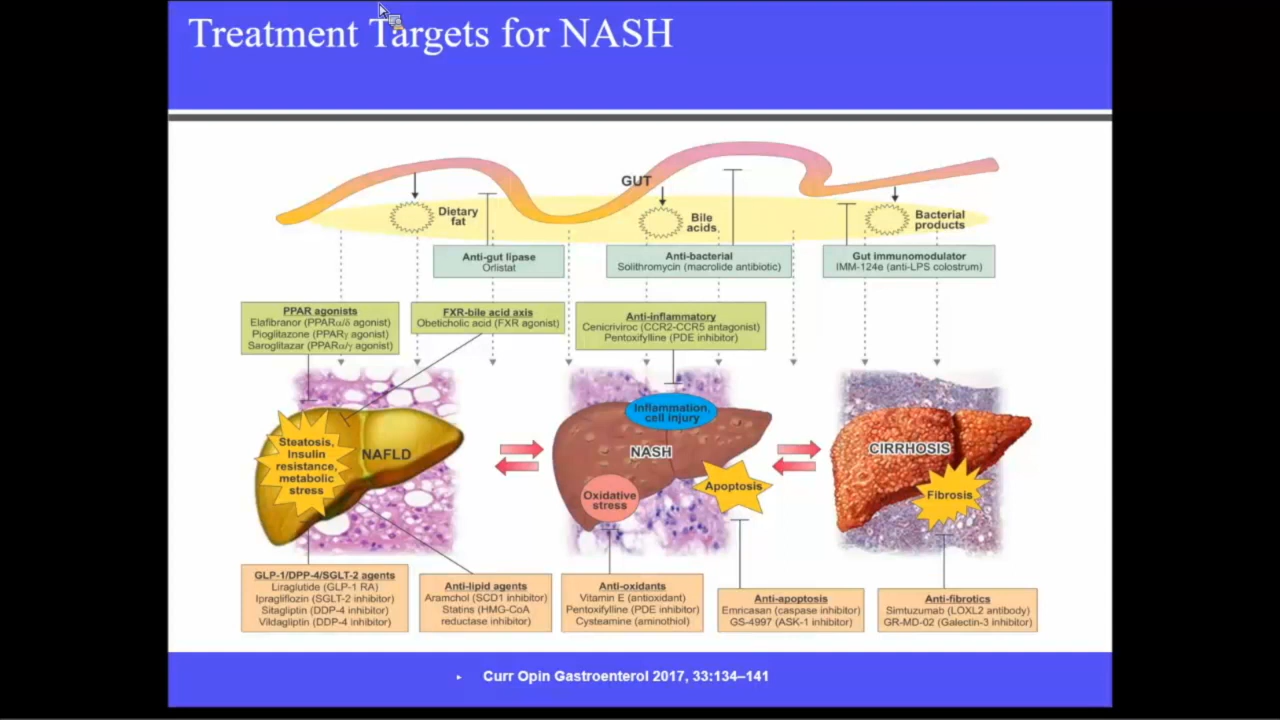 Treatment Targets for NASH
GUT
Dietary
fat
Bile
acids
Bacterial
products
Anti-gut lipase
Orlistat
Anti-bacterial
Solithromycin (macrolide antibiotic)
Gut immunomodulator
IMM-124e (anti-LPS colostrum)
PPAR agonists
Elafibranor (PPARα/δ agonist)
Pioglitazone (PPARγ agonist)
Saroglitazar (PPARα/γ agonist)
FXR-bile acid axis
Obeticholic acid (FXR agonist)
Anti-inflammatory
Cenicriviroc (CCR2-CCR5 antagonist)
Pentoxifylline (PDE inhibitor)
Steatosis,
Insulin
resistance,
metabolic
stress
NAFLD
Inflammation,
cell injury
NASH
Oxidative
stress
Apoptosis
CIRRHOSIS
Fibrosis
GLP-1/DPP-4/SGLT-2 agents
Liraglutide (GLP-1 RA)
Ipragliflozin (SGLT-2 inhibitor)
Sitagliptin (DDP-4 inhibitor)
Vildagliptin (DDP-4 inhibitor)
Anti-lipid agents
Aramchol (SCD1 inhibitor)
Statins (HMG-CoA
reductase inhibitor)
Anti-oxidants
Vitamin E (antioxidant)
Pentoxifylline (PDE inhibitor)
Cysteamine (aminothiol)
Anti-apoptosis
Emricasan (caspase inhibitor)
GS-4997 (ASK-1 inhibitor)
Anti-fibrotics
Simtuzumab (LOXL2 antibody)
GR-MD-02 (Galectin-3 inhibitor)
Curr Opin Gastroenterol 2017, 33:134–141